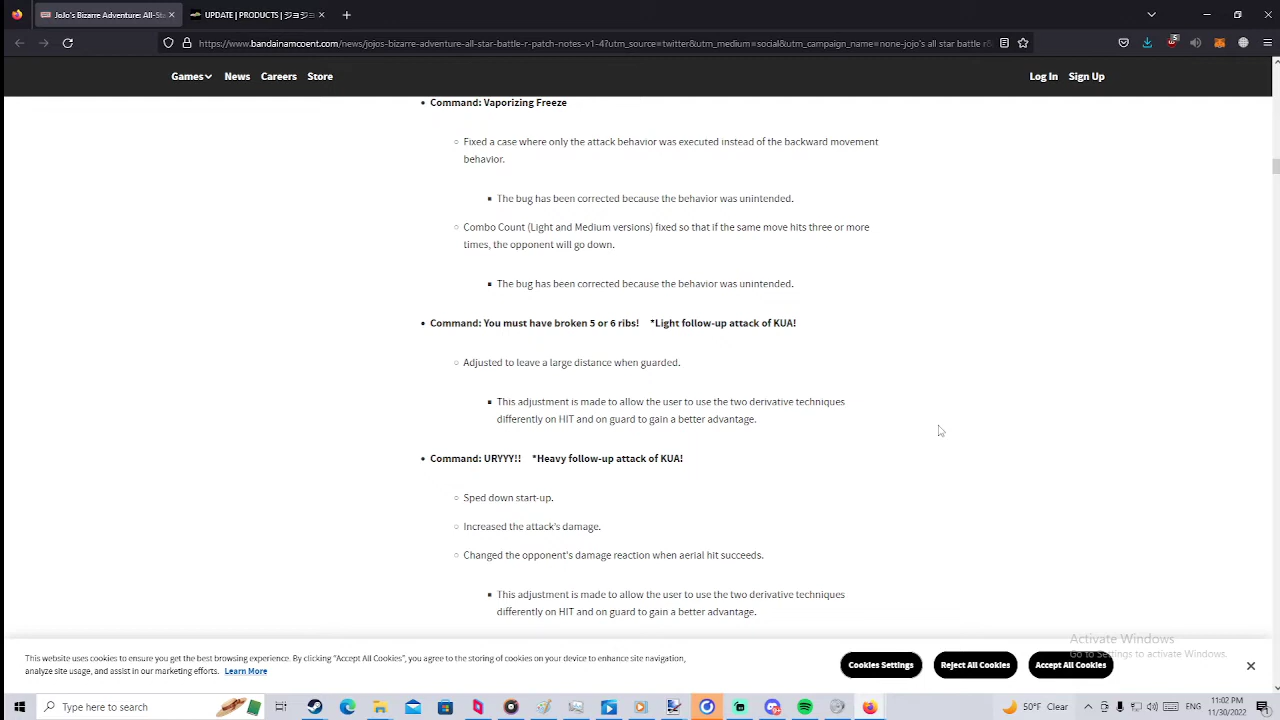 JoJo's Bizarre Adventure: All-Sta
UPDATE | PRODUCTS | ジョジョ
https://www.bandainamcoent.com/news/jojos-bizarre-adventure-all-star-battle-r-patch-notes-v1-4?utm_source=twitter&utm_medium=social&utm_campaign_name=none-jojo's all star battle r
Games News Careers Store Log In Sign Up
• Command: Vaporizing Freeze
Fixed a case where only the attack behavior was executed instead of the backward movement
behavior.
The bug has been corrected because the behavior was unintended.
Combo Count (Light and Medium versions) fixed so that if the same move hits three or more
times, the opponent will go down.
The bug has been corrected because the behavior was unintended.
• Command: You must have broken 5 or 6 ribs! *Light follow-up attack of KUA!
Adjusted to leave a large distance when guarded.
This adjustment is made to allow the user to use the two derivative techniques
differently on HIT and on guard to gain a better advantage.
• Command: URYYY!! *Heavy follow-up attack of KUA!
Sped down start-up.
Increased the attack's damage.
Changed the opponent's damage reaction when aerial hit succeeds.
This adjustment is made to allow the user to use the two derivative techniques
differently on HIT and on guard to gain a better advantage.
Activate Windows
Go to Settings to activate Windows.
This website uses cookies to ensure you get the best browsing experience. By clicking "Accept All Cookies", you agree to the storing of cookies on your device to enhance site navigation,
analyze site usage, and assist in our marketing efforts. Learn More
Cookies Settings Reject All Cookies Accept All Cookies
Type here to search
50°F Clear
ENG
11:02 PM
11/30/2022